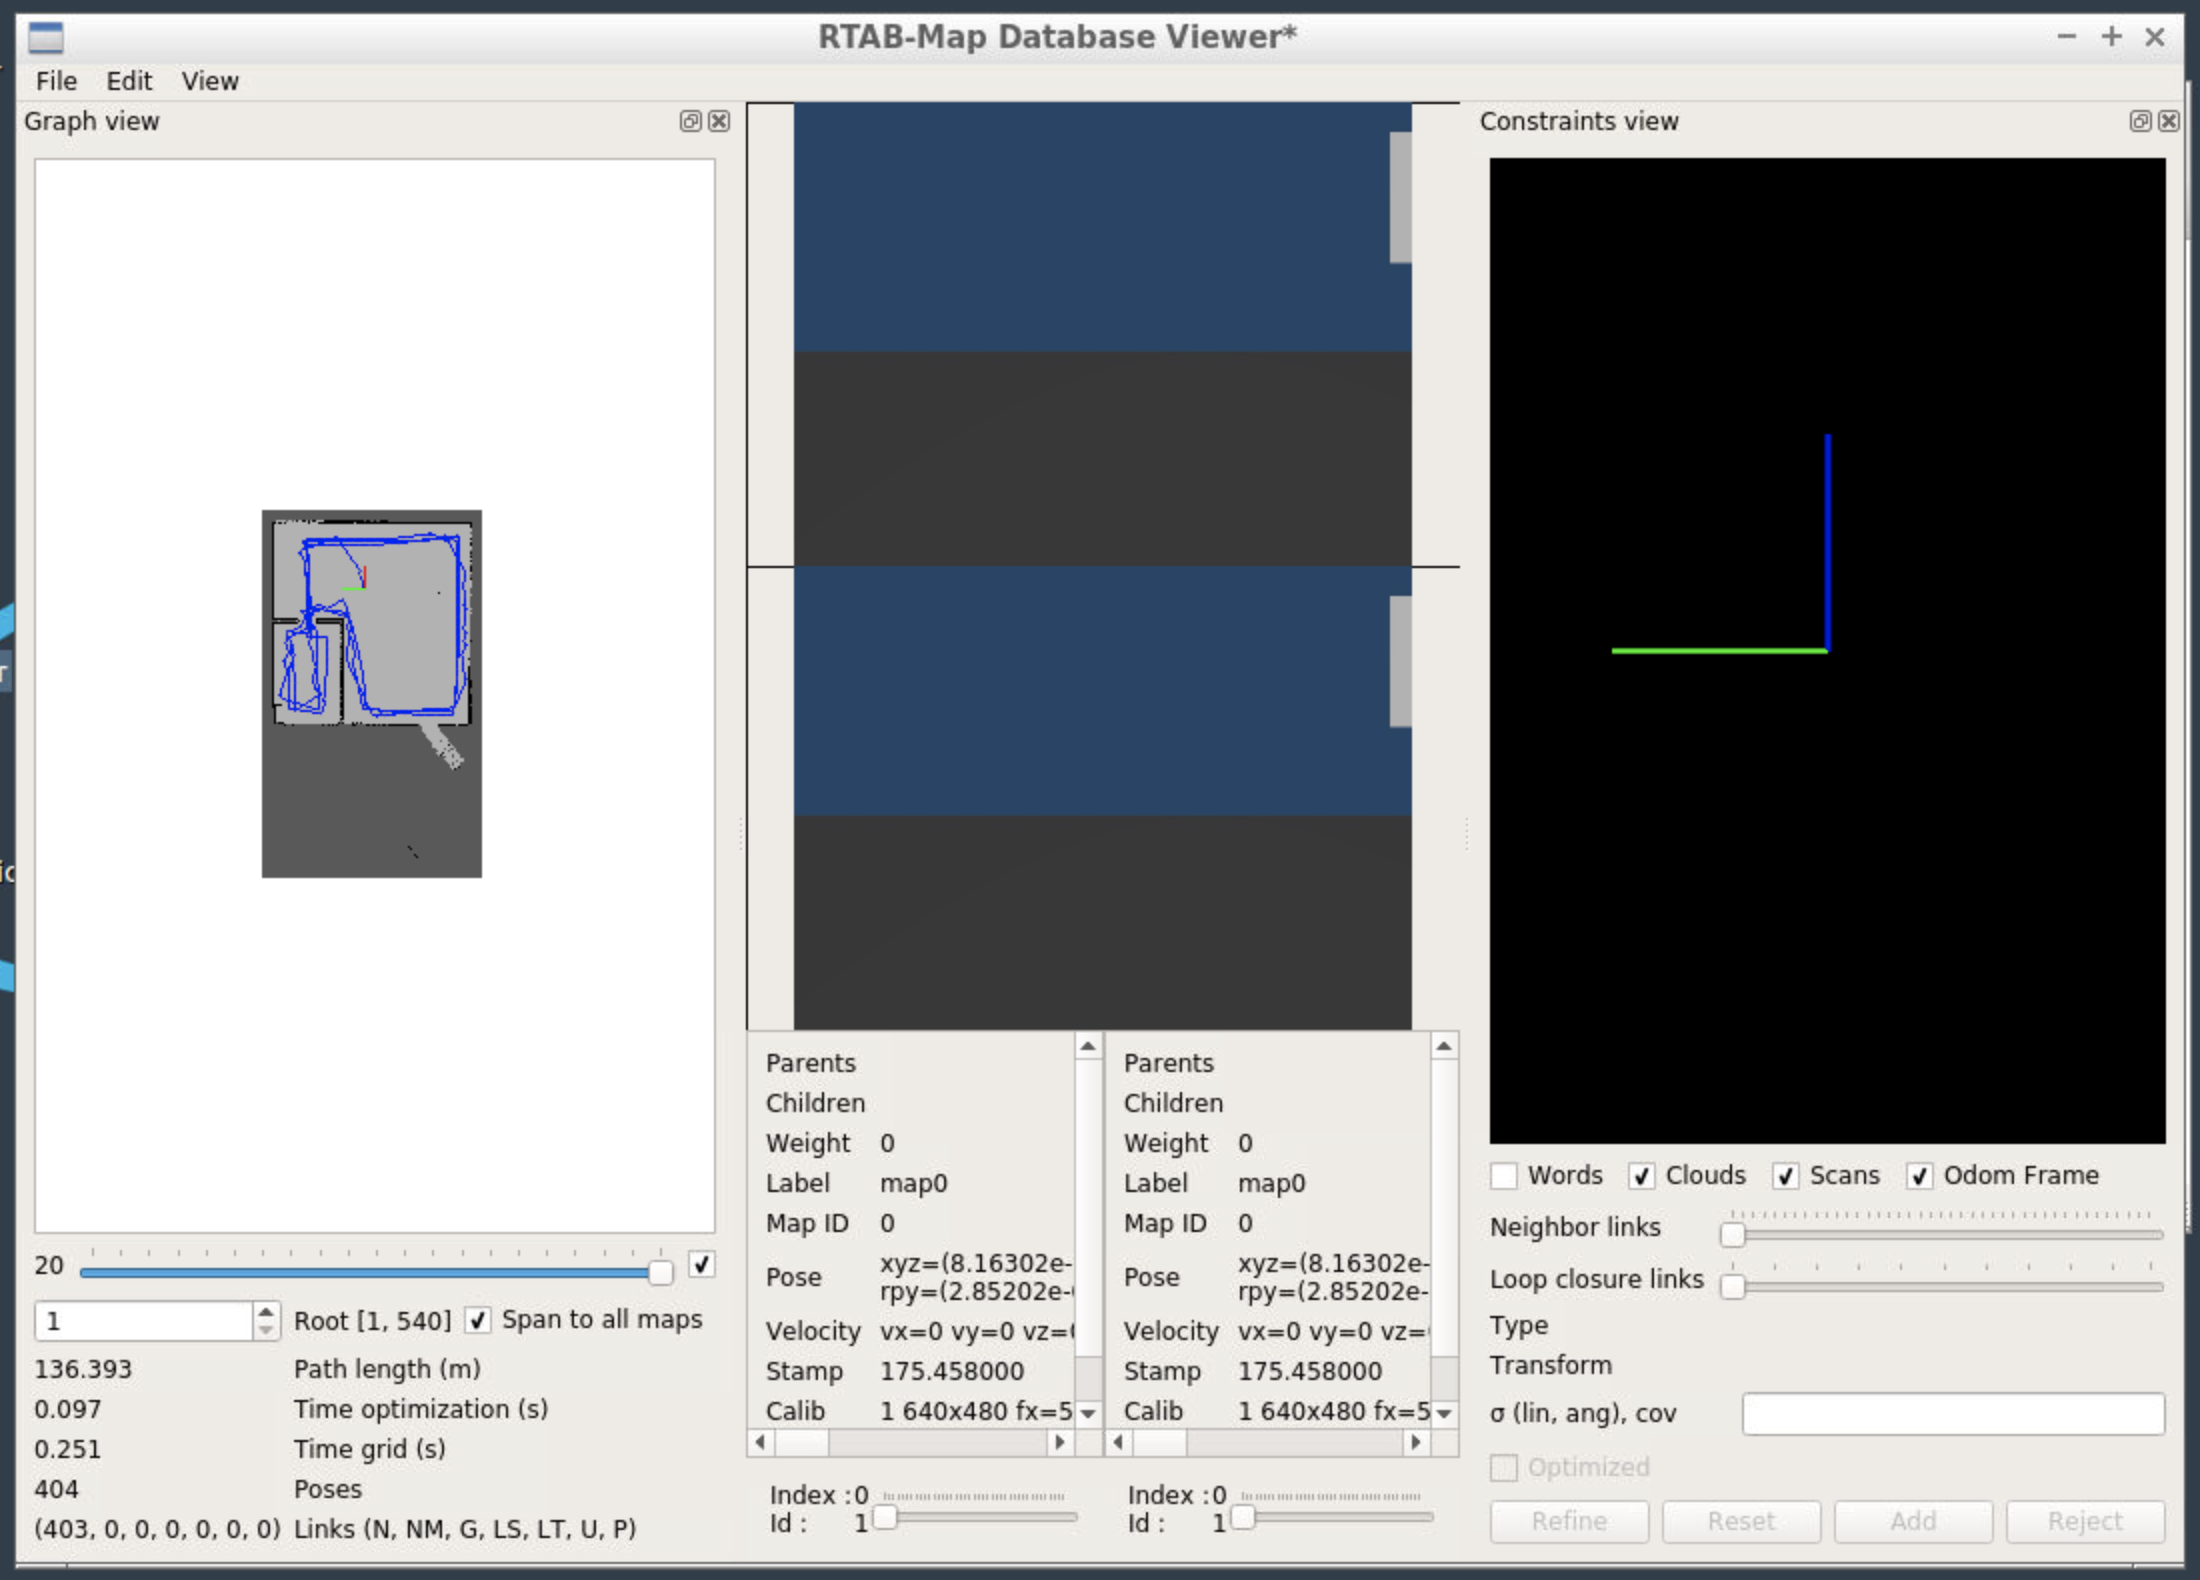 RTAB-Map Database Viewer*
File Edit View
Graph view
20
1 Root [1, 540] Span to all maps
136.393 Path length (m)
0.097 Time optimization (s)
0.251 Time grid (s)
404 Poses
(403, 0, 0, 0, 0, 0, 0) Links (N, NM, G, LS, LT, U, P)
Parents
Children
Weight 0
Label map0
Map ID 0
Pose xyz=(8.16302e-
rpy=(2.85202e-
Velocity vx=0 vy=0 vz=
Stamp 175.458000
Calib 1 640x480 fx=5
Index :0
Id : 1
Parents
Children
Weight 0
Label map0
Map ID 0
Pose xyz=(8.16302e-
rpy=(2.85202e-
Velocity vx=0 vy=0 vz=
Stamp 175.458000
Calib 1 640x480 fx=5
Index :0
Id : 1
Constraints view
Words Clouds Scans Odom Frame
Neighbor links
Loop closure links
Type
Transform
σ (lin, ang), cov
Optimized
Refine Reset Add Reject